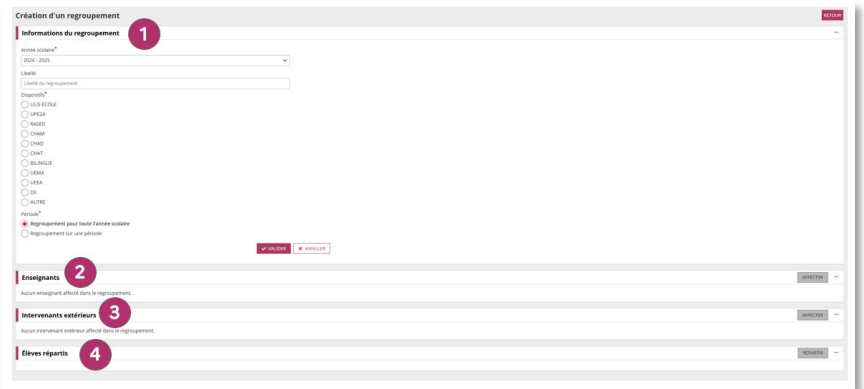 Création d'un regroupement
RETOUR
Informations du regroupement
1
Année scolaire*
2024 - 2025
Libellé
Libellé du regroupement
Dispositifs*
ULIS ECOLE
UPE2A
RASED
CHAM
CHAD
CHAT
BILINGUE
UEMA
UEEA
DII
AUTRE
Période*
Regroupement pour toute l'année scolaire
Regroupement sur une période
VALIDER ANNULER
Enseignants 2
AFFECTER
Aucun enseignant affecté dans le regroupement.
Intervenants extérieurs 3
AFFECTER
Aucun intervenant extérieur affecté dans le regroupement.
Élèves répartis 4
RÉPARTIR